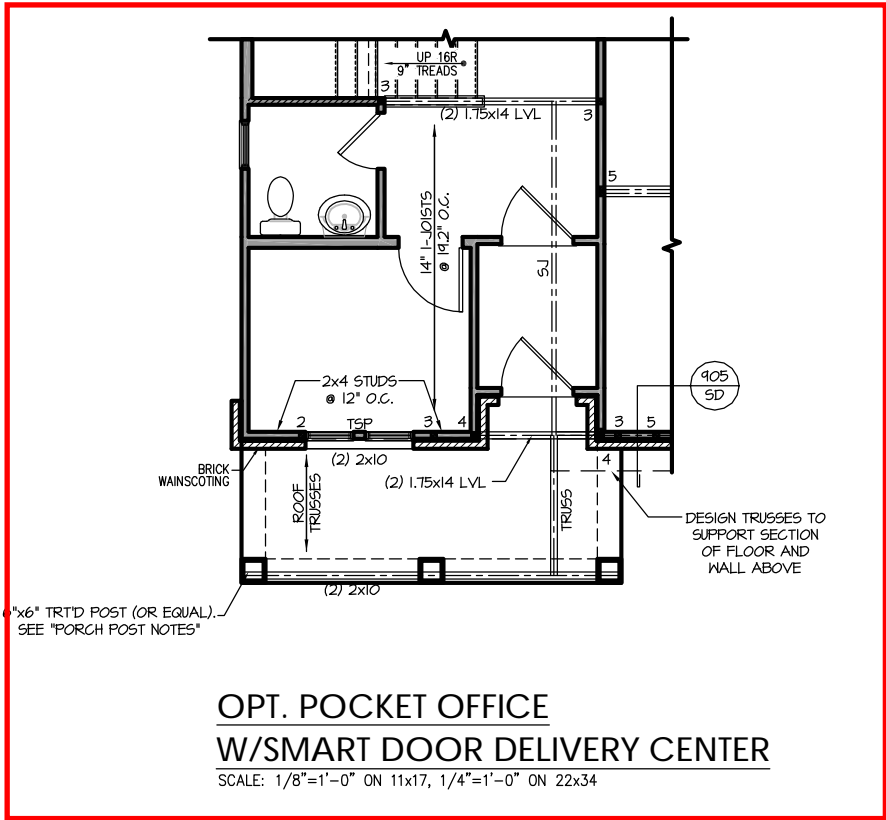 UP 16R
9" TREADS
3
(2) 1.75x14 LVL
3
5
14" I-JOISTS
@ 19.2" O.C.
SJ
2x4 STUDS
@ 12" O.C.
905
SD
2
TSP
3
4
3
5
BRICK
WAINSCOTING
(2) 2x10
(2) 1.75x14 LVL
4
ROOF
TRUSSES
TRUSS
DESIGN TRUSSES TO
SUPPORT SECTION
OF FLOOR AND
WALL ABOVE
(2) 2x10
6"x6" TRT'D POST (OR EQUAL).
SEE "PORCH POST NOTES"
OPT. POCKET OFFICE
W/SMART DOOR DELIVERY CENTER
SCALE: 1/8"=1'-0" ON 11x17, 1/4"=1'-0" ON 22x34